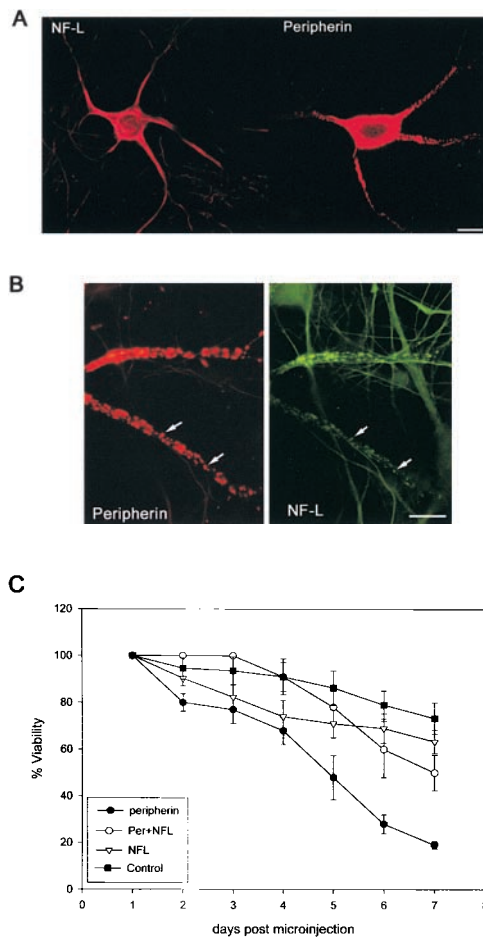 A
NF-L
Peripherin
B
Peripherin
NF-L
C
120
100
80
60
40
20
0
% Viability
peripherin
Per+NFL
NFL
Control
0 1 2 3 4 5 6 7 8
days post microinjection